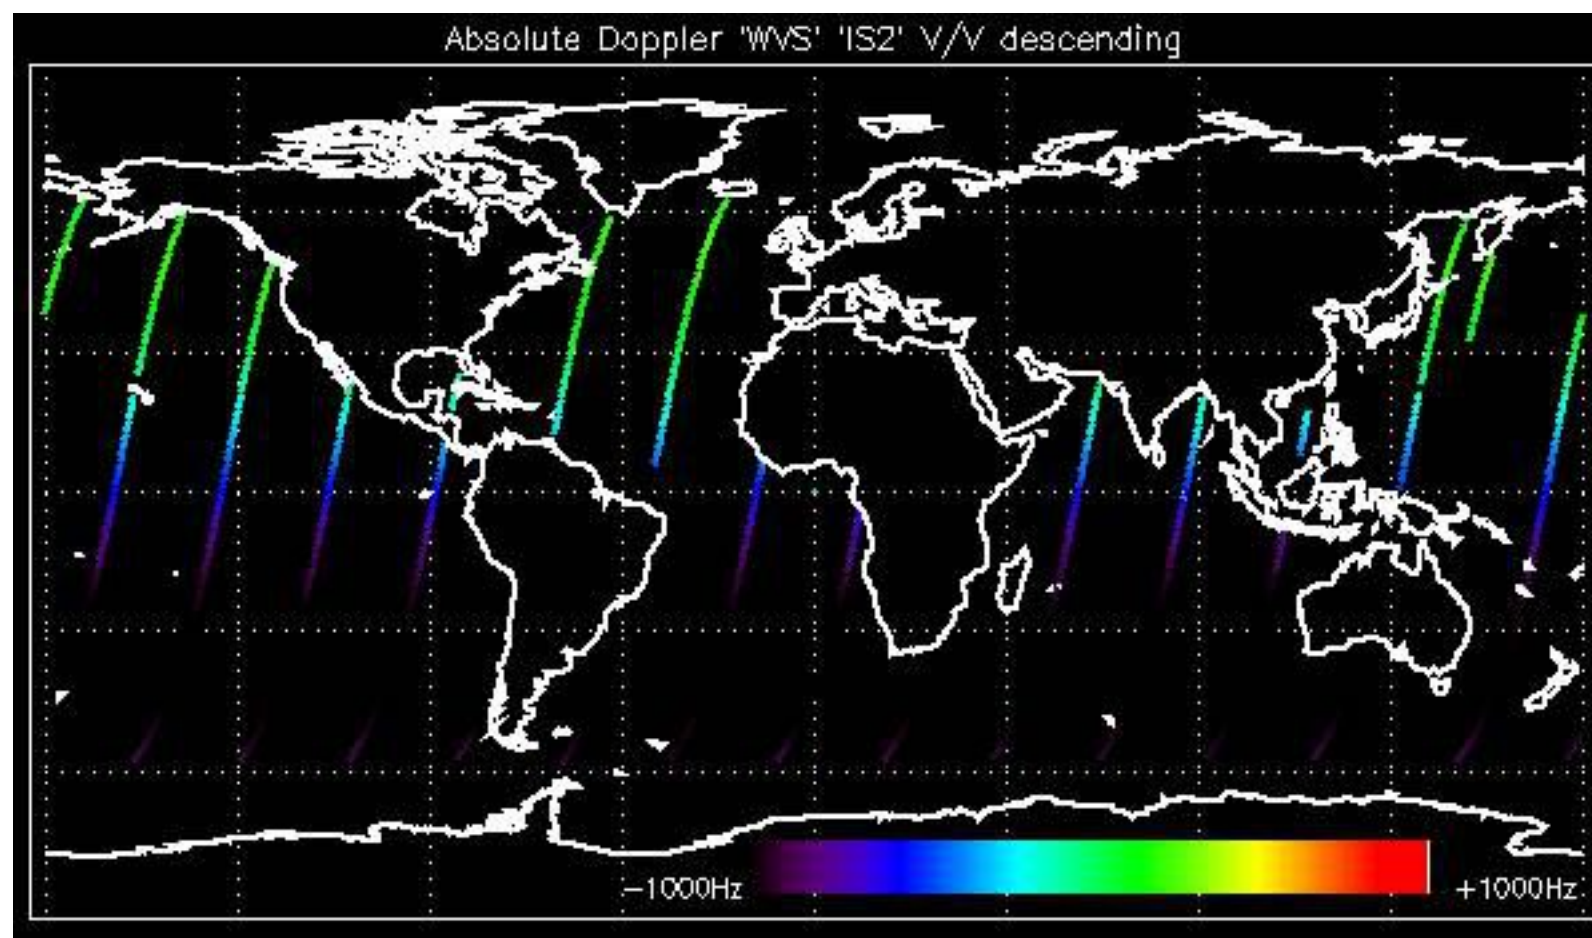 Absolute Doppler 'WVS' 'IS2' V/V descending
-1000Hz +1000Hz